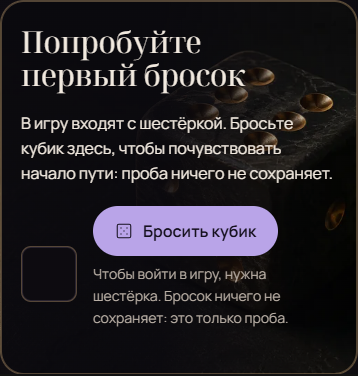 Попробуйте
первый бросок
В игру входят с шестёркой. Бросьте
кубик здесь, чтобы почувствовать
начало пути: проба ничего не сохраняет.
Бросить кубик
Чтобы войти в игру, нужна
шестёрка. Бросок ничего не
сохраняет: это только проба.